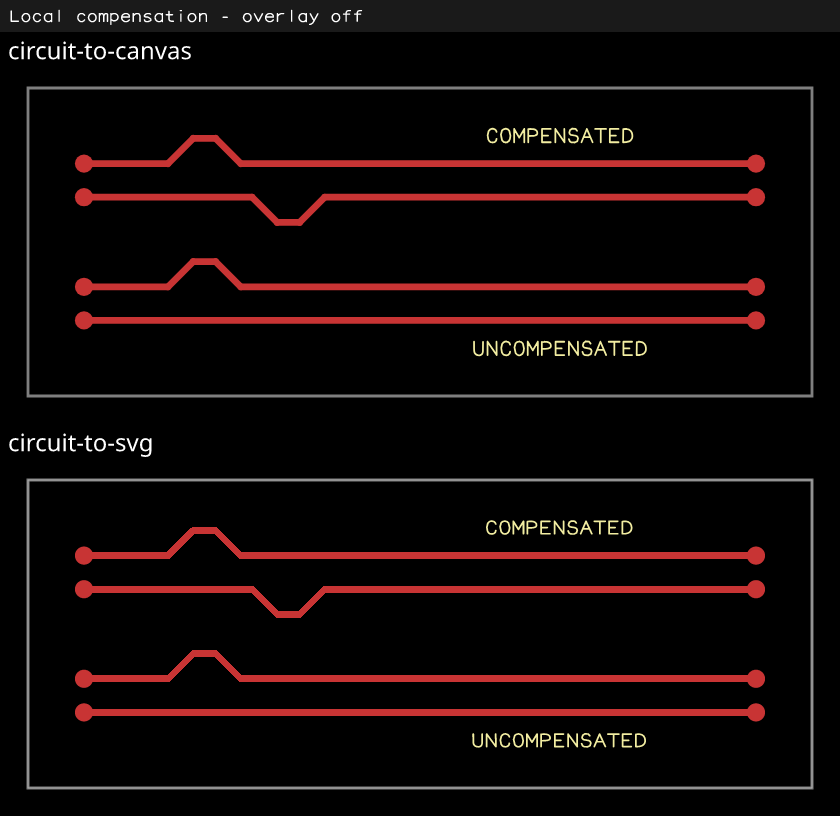 Local compensation - overlay off
circuit-to-canvas
COMPENSATED
UNCOMPENSATED
circuit-to-svg
COMPENSATED
UNCOMPENSATED